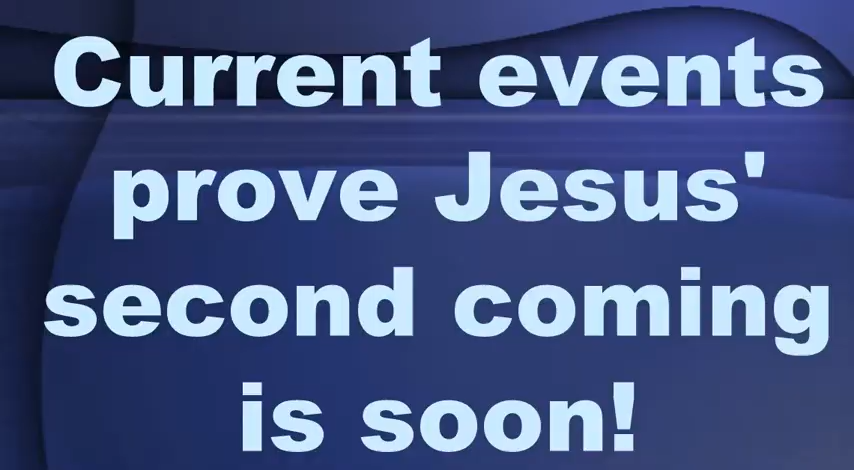 Current events
prove Jesus'
second coming
is soon!